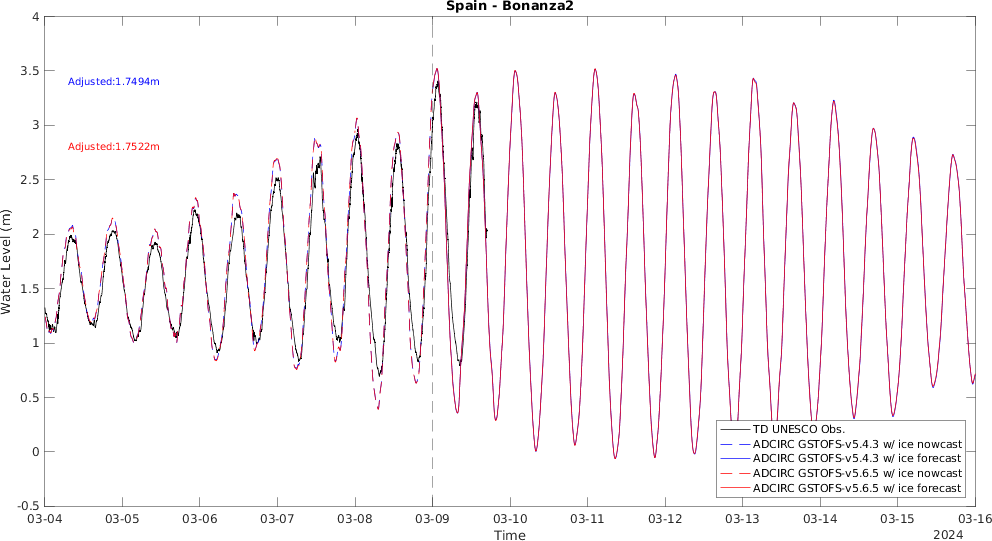 Spain - Bonanza2
4
3.5
3
2.5
2
1.5
1
0.5
0
-0.5
Water Level (m)
Adjusted:1.7494m
Adjusted:1.7522m
TD UNESCO Obs.
ADCIRC GSTOFS-v5.4.3 w/ ice nowcast
ADCIRC GSTOFS-v5.4.3 w/ ice forecast
ADCIRC GSTOFS-v5.6.5 w/ ice nowcast
ADCIRC GSTOFS-v5.6.5 w/ ice forecast
03-04 03-05 03-06 03-07 03-08 03-09 03-10 03-11 03-12 03-13 03-14 03-15 03-16
Time
2024